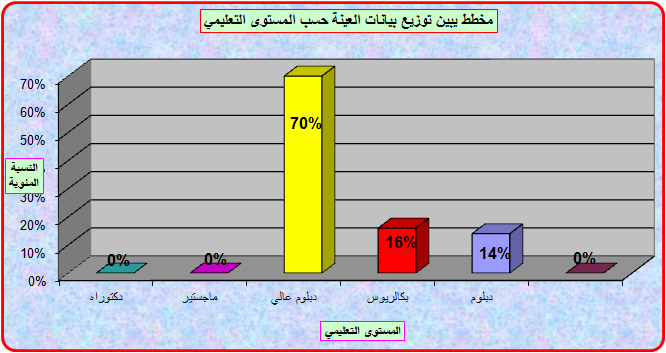 مخطط يبين توزيع بيانات العينة حسب المستوى التعليمي
70%
60%
50%
30%
20%
10%
0%
النسبة
المئوية
0%
0%
70%
16%
14%
0%
دكتوراه
ماجستير
دبلوم عالي
بكالريوس
دبلوم
المستوى التعليمي